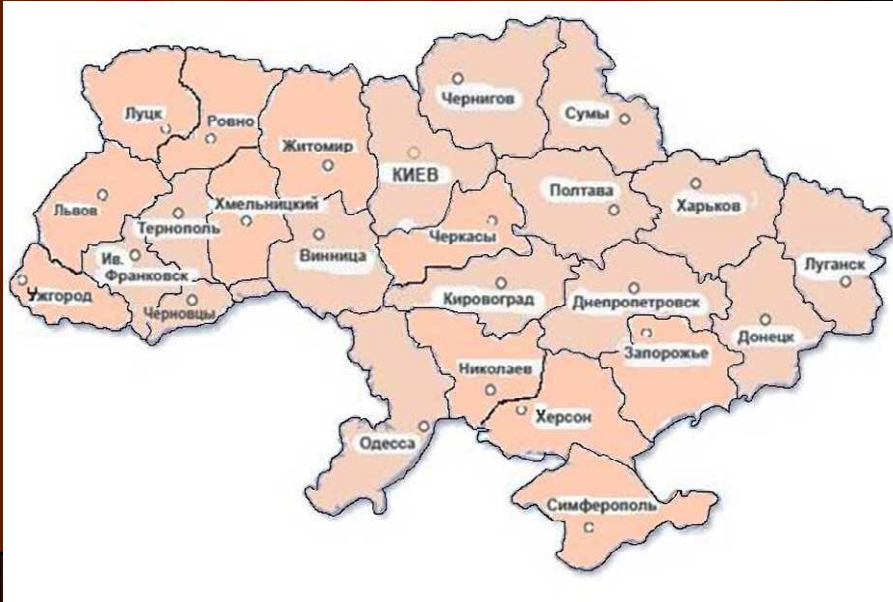 Чернигов
Луцк
Ровно
Сумы
Житомир
КИЕВ
Полтава
Львов
Хмельницкий
Харьков
Тернополь
Черкасы
Винница
Ив.
Франковск
Луганск
Ужгород
Черновцы
Кировоград
Днепропетровск
Донецк
Запорожье
Николаев
Херсон
Одесса
Симферополь